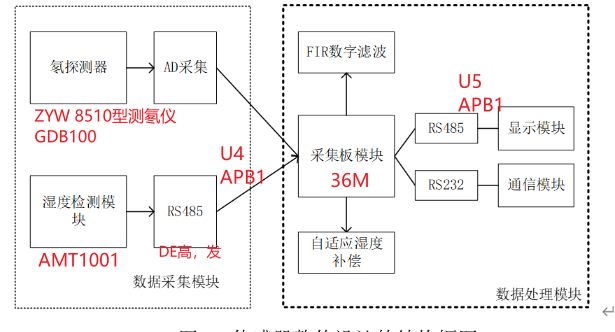 氡探测器
AD采集
ZYW 8510型测氡仪
GDB100
湿度检测模
块
RS485
AMT1001
DE高，发
数据采集模块
U4
APB1
FIR数字滤波
采集板模块
36M
自适应湿度
补偿
U5
APB1
RS485
显示模块
RS232
通信模块
数据处理模块